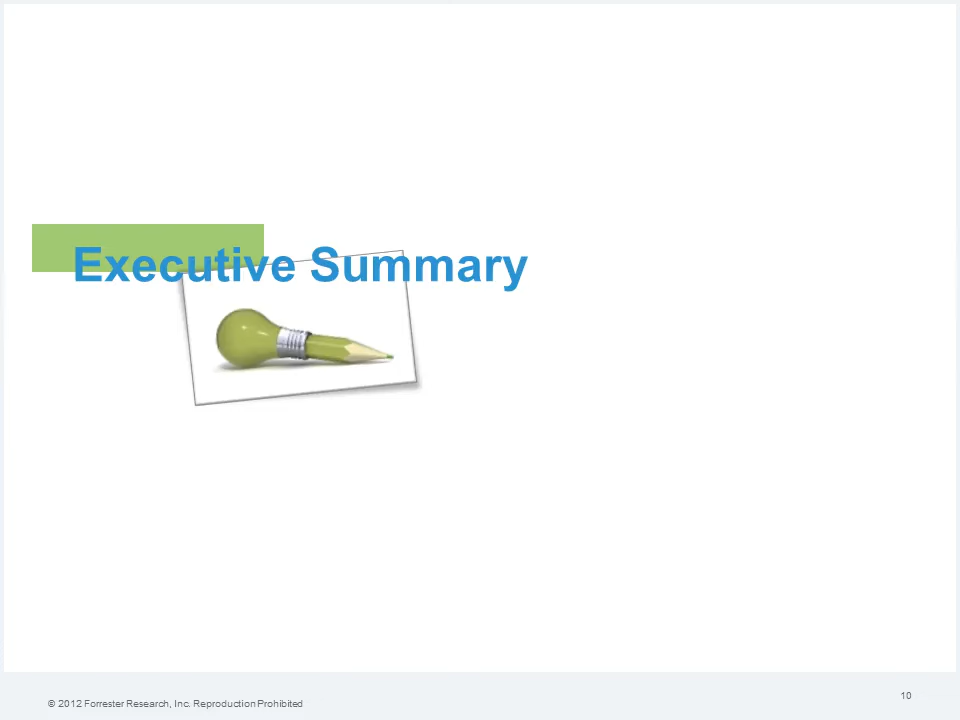 Executive Summary
© 2012 Forrester Research, Inc. Reproduction Prohibited
10